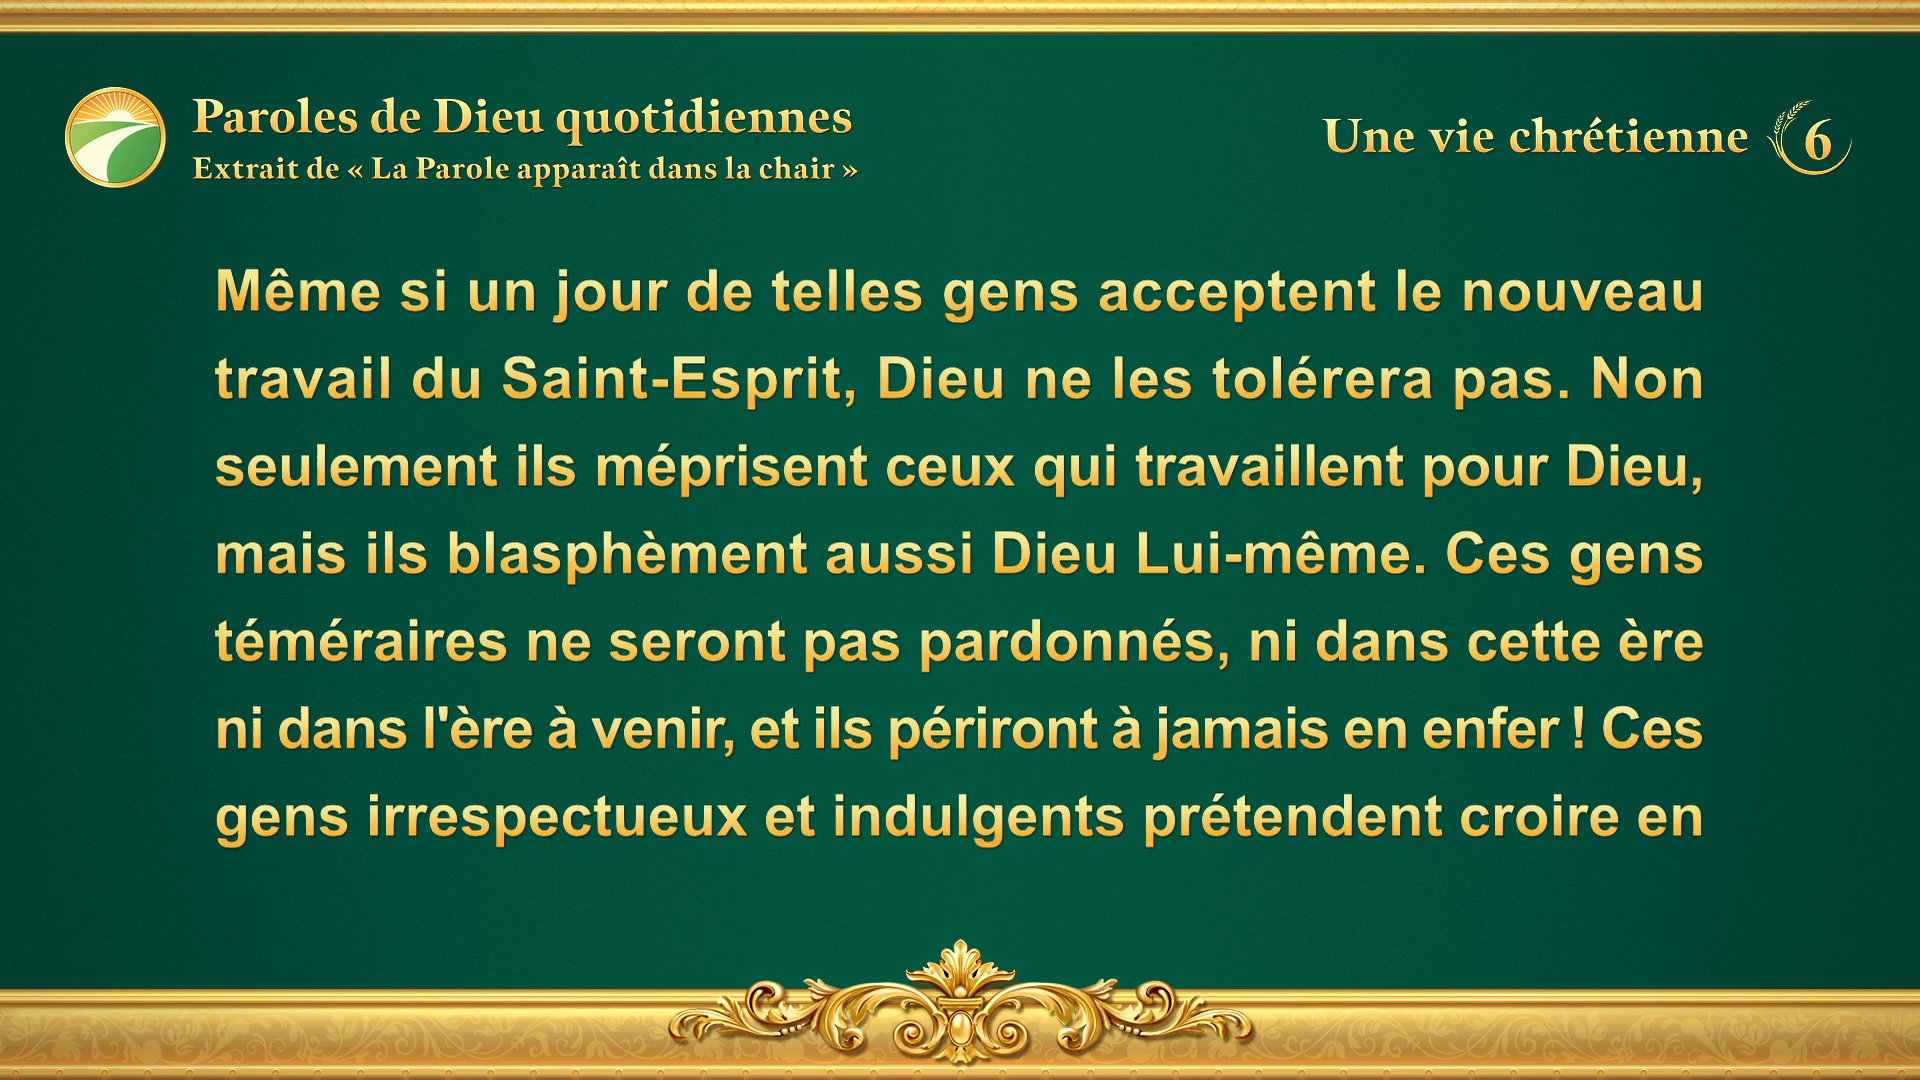 Paroles de Dieu quotidiennes
Extrait de « La Parole apparaît dans la chair »
Une vie chrétienne 6
Même si un jour de telles gens acceptent le nouveau
travail du Saint-Esprit, Dieu ne les tolérera pas. Non
seulement ils méprisent ceux qui travaillent pour Dieu,
mais ils blasphèment aussi Dieu Lui-même. Ces gens
téméraires ne seront pas pardonnés, ni dans cette ère
ni dans l'ère à venir, et ils périront à jamais en enfer ! Ces
gens irrespectueux et indulgents prétendent croire en